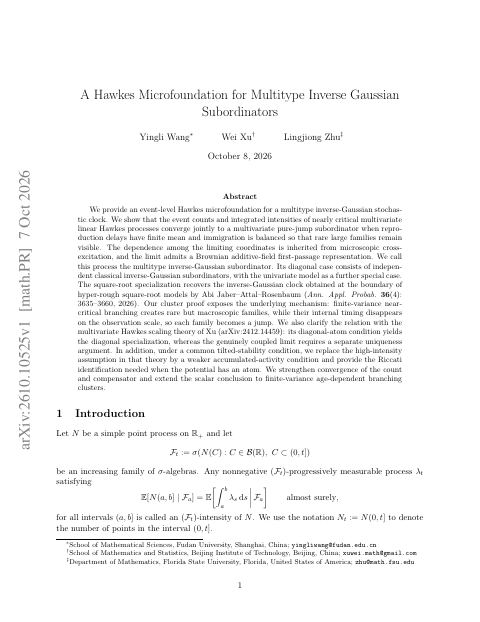 arXiv:2610.10525v1 [math.PR] 7 Oct 2026
A Hawkes Microfoundation for Multitype Inverse Gaussian
Subordinators
Yingli Wang* Wei Xu† Lingjiong Zhu‡
October 8, 2026
Abstract
We provide an event-level Hawkes microfoundation for a multitype inverse-Gaussian stochas-
tic clock. We show that the event counts and integrated intensities of nearly critical multivariate
linear Hawkes processes converge jointly to a multivariate pure-jump subordinator when repro-
duction delays have finite mean and immigration is balanced so that rare large families remain
visible. The dependence among the limiting coordinates is inherited from microscopic cross-
excitation, and the limit admits a Brownian additive-field first-passage representation. We call
this process the multitype inverse-Gaussian subordinator. Its diagonal case consists of indepen-
dent classical inverse-Gaussian subordinators, with the univariate model as a further special case.
The square-root specialization recovers the inverse-Gaussian clock obtained at the boundary of
hyper-rough square-root models by Abi Jaber–Attal–Rosenbaum (Ann. Appl. Probab. 36(4):
3635–3660, 2026). Our cluster proof exposes the underlying mechanism: finite-variance near-
critical branching creates rare but macroscopic families, while their internal timing disappears
on the observation scale, so each family becomes a jump. We also clarify the relation with the
multivariate Hawkes scaling theory of Xu (arXiv:2412.14459): its diagonal-atom condition yields
the diagonal specialization, whereas the genuinely coupled limit requires a separate uniqueness
argument. In addition, under a common tilted-stability condition, we replace the high-intensity
assumption in that theory by a weaker accumulated-activity condition and provide the Riccati
identification needed when the potential has an atom. We strengthen convergence of the count
and compensator and extend the scalar conclusion to finite-variance age-dependent branching
clusters.
1 Introduction
Let N be a simple point process on ℝ₊ and let
ℱₜ := σ(N(C) : C ∈ ℬ(ℝ), C ⊂ (0, t])
be an increasing family of σ-algebras. Any nonnegative (ℱₜ)-progressively measurable process λₜ
satisfying
𝔼[N(a, b] | ℱₐ] = 𝔼[∫ₐᵇ λₛ ds | ℱₐ] almost surely,
for all intervals (a, b] is called an (ℱₜ)-intensity of N. We use the notation Nₜ := N(0, t] to denote
the number of points in the interval (0, t].
*School of Mathematical Sciences, Fudan University, Shanghai, China; yingliwang@fudan.edu.cn
†School of Mathematics and Statistics, Beijing Institute of Technology, Beijing, China; xuwei.math@gmail.com
‡Department of Mathematics, Florida State University, Florida, United States of America; zhu@math.fsu.edu
1